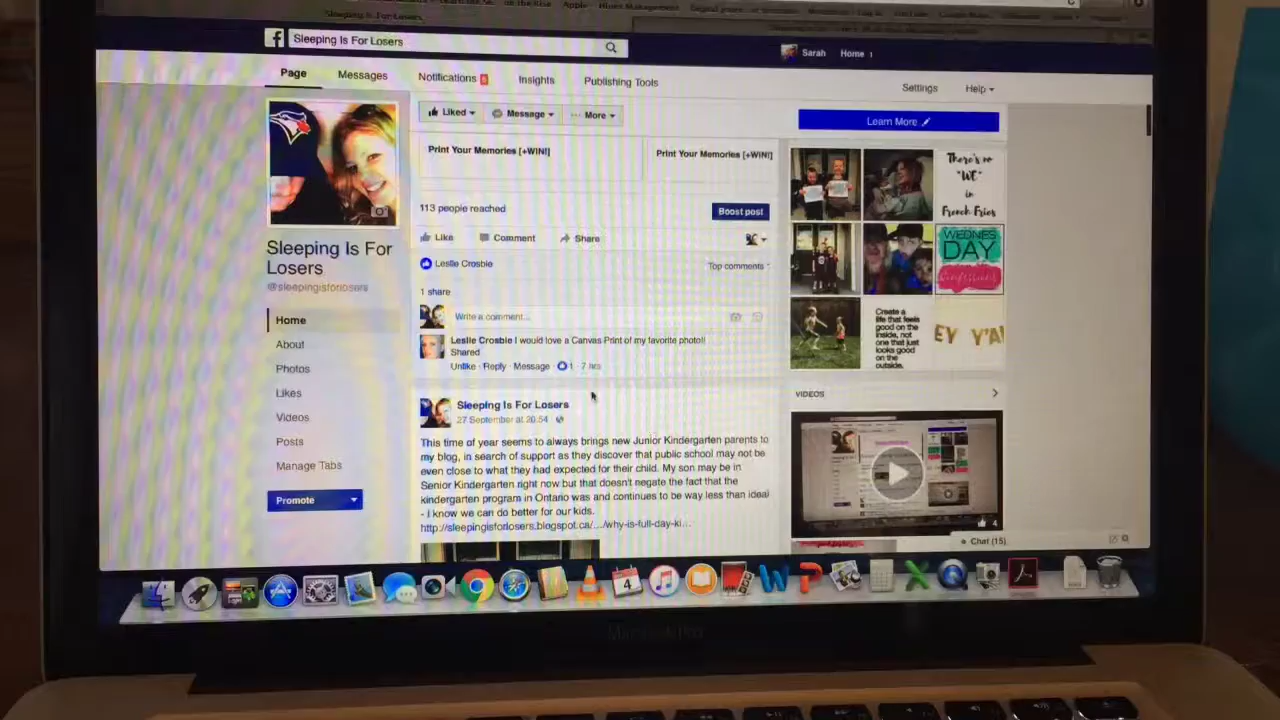 Sleeping Is For Losers
Sleeping Is For Losers
Sarah Home 1
Page Messages Notifications 6 Insights Publishing Tools Settings Help
Liked Message More
Learn More
Print Your Memories [+WIN!] Print Your Memories [+WIN!]
113 people reached
Boost post
Like Comment Share
Leslie Crosbie
Top comments
1 share
Write a comment...
Leslie Crosbie I would love a Canvas Print of my favorite photo!!
Shared
Unlike · Reply · Message · 1 · 7 hrs
Sleeping Is For Losers
27 September at 20:54
This time of year seems to always brings new Junior Kindergarten parents to
my blog, in search of support as they discover that public school may not be
even close to what they had expected for their child. My son may be in
Senior Kindergarten right now but that doesn't negate the fact that the
kindergarten program in Ontario was and continues to be way less than ideal
- I know we can do better for our kids.
http://sleepingisforlosers.blogspot.ca/.../why-is-full-day-ki...
Sleeping Is For
Losers
@sleepingisforlosers
Home
About
Photos
Likes
Videos
Posts
Manage Tabs
Promote
There's no
"WE"
in
French Fries
WEDNES
DAY
Confessions
Create a
life that feels
good on the
inside, not
one that just
looks good
on the
outside.
EY Y'A
VIDEOS
4
Chat (15)
4
MacBook Pro